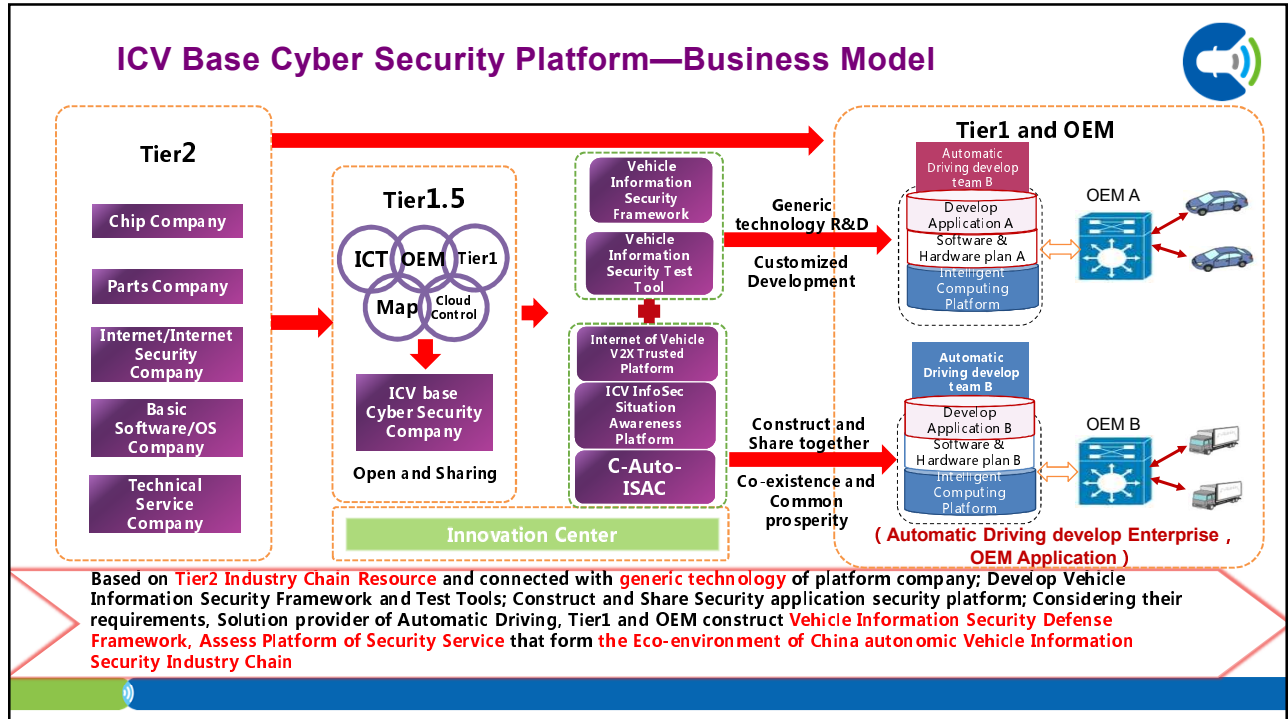 ICV Base Cyber Security Platform—Business Model
Tier2
Chip Company
Parts Company
Internet/Internet
Security
Company
Basic
Software/OS
Company
Technical
Service
Company
Tier1.5
ICT
OEM
Tier1
Map
Cloud
Control
ICV base
Cyber Security
Company
Open and Sharing
Vehicle
Information
Security
Framework
Vehicle
Information
Security Test
Tool
Internet of Vehicle
V2X Trusted
Platform
ICV InfoSec
Situation
Awareness
Platform
C-Auto-
ISAC
Innovation Center
Generic
technology R&D
Customized
Development
Construct and
Share together
Co-existence and
Common
prosperity
Tier1 and OEM
Automatic
Driving develop
team B
Develop
Application A
Software &
Hardware plan A
Intelligent
Computing
Platform
OEM A
Automatic
Driving develop
team B
Develop
Application B
Software &
Hardware plan B
Intelligent
Computing
Platform
OEM B
( Automatic Driving develop Enterprise ,
OEM Application )
Based on Tier2 Industry Chain Resource and connected with generic technology of platform company; Develop Vehicle
Information Security Framework and Test Tools; Construct and Share Security application security platform; Considering their
requirements, Solution provider of Automatic Driving, Tier1 and OEM construct Vehicle Information Security Defense
Framework, Assess Platform of Security Service that form the Eco-environment of China autonomic Vehicle Information
Security Industry Chain